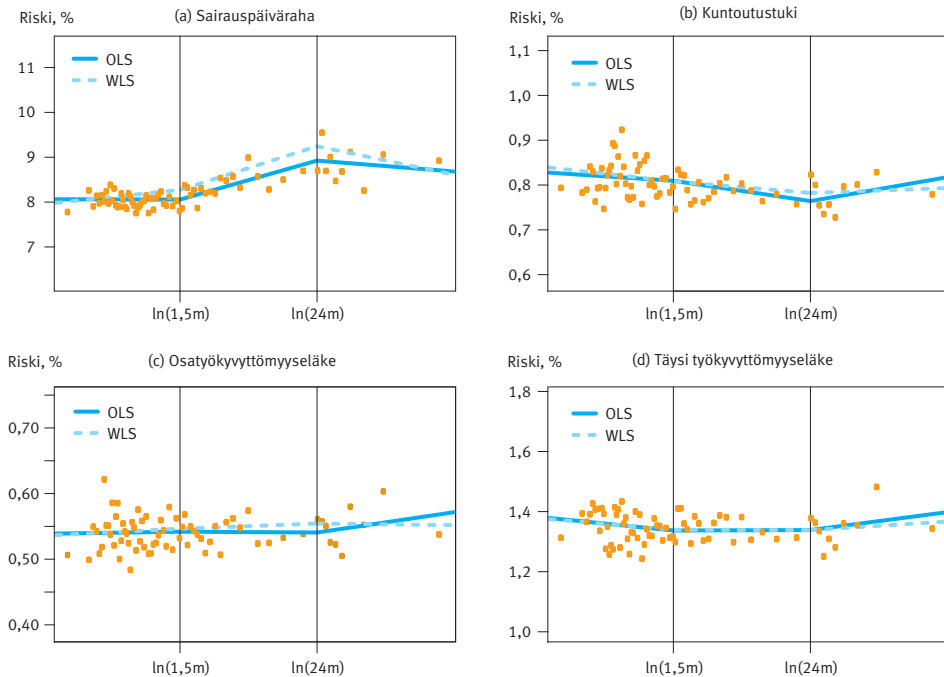 Riski, %
(a) Sairauspäiväraha
OLS
WLS
11
10
9
8
7
ln(1,5m)
ln(24m)
Riski, %
(b) Kuntoutustuki
OLS
WLS
1,1
1,0
0,9
0,8
0,7
0,6
ln(1,5m)
ln(24m)
Riski, %
(c) Osatyökyvyttömyyseläke
OLS
WLS
0,70
0,60
0,50
0,40
ln(1,5m)
ln(24m)
Riski, %
(d) Täysi työkyvyttömyyseläke
OLS
WLS
1,8
1,6
1,4
1,2
1,0
ln(1,5m)
ln(24m)